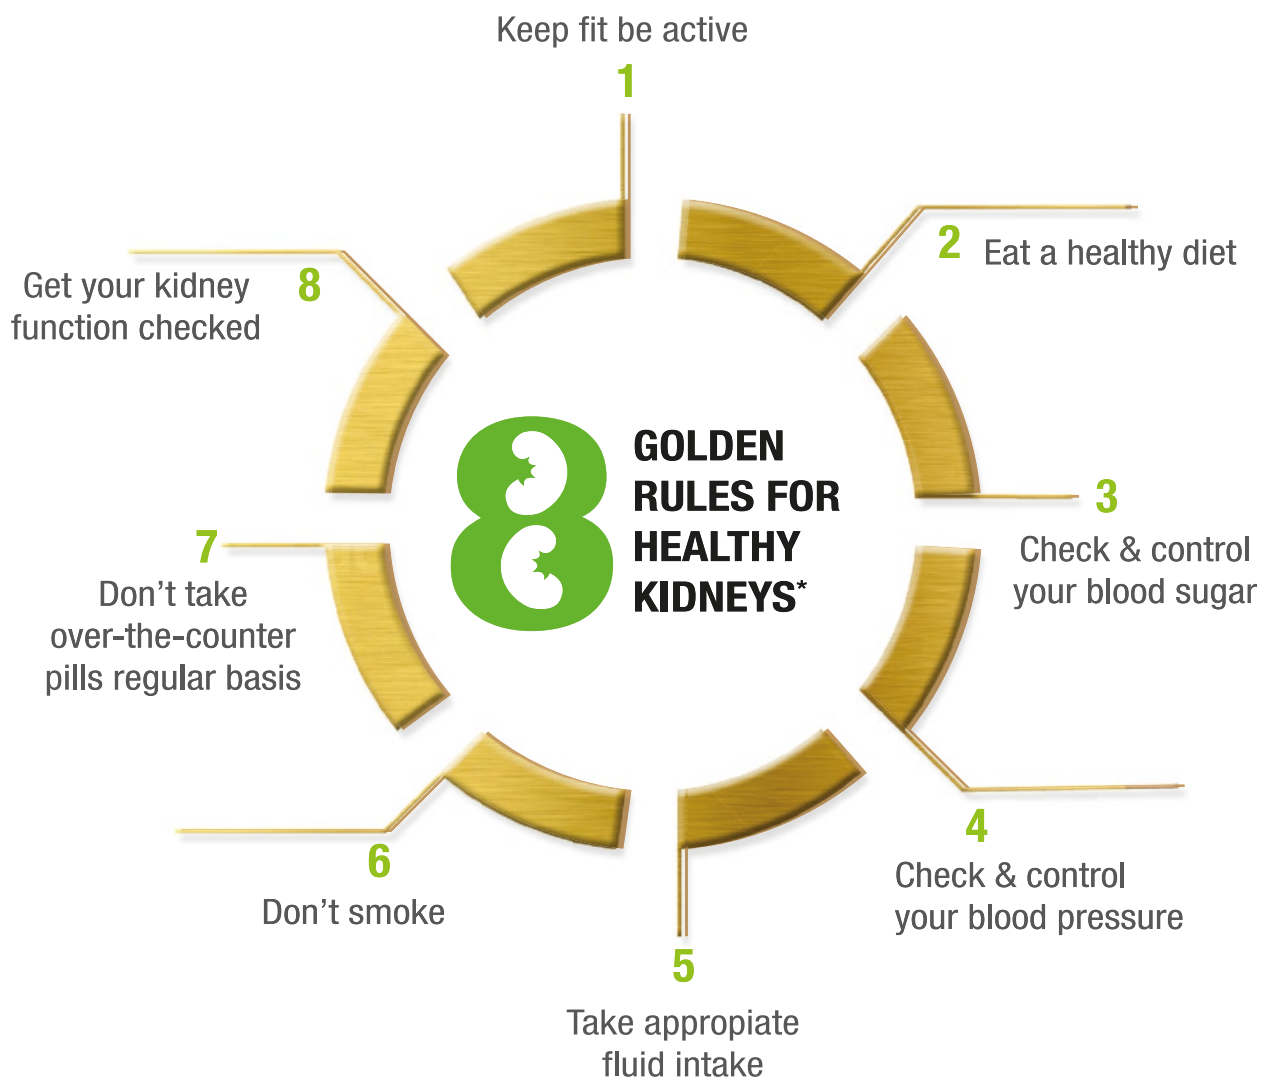 Keep fit be active
1
2 Eat a healthy diet
3
Check & control
your blood sugar
4
Check & control
your blood pressure
5
Take appropiate
fluid intake
6
Don't smoke
7
Don't take
over-the-counter
pills regular basis
8
Get your kidney
function checked
8
GOLDEN
RULES FOR
HEALTHY
KIDNEYS*